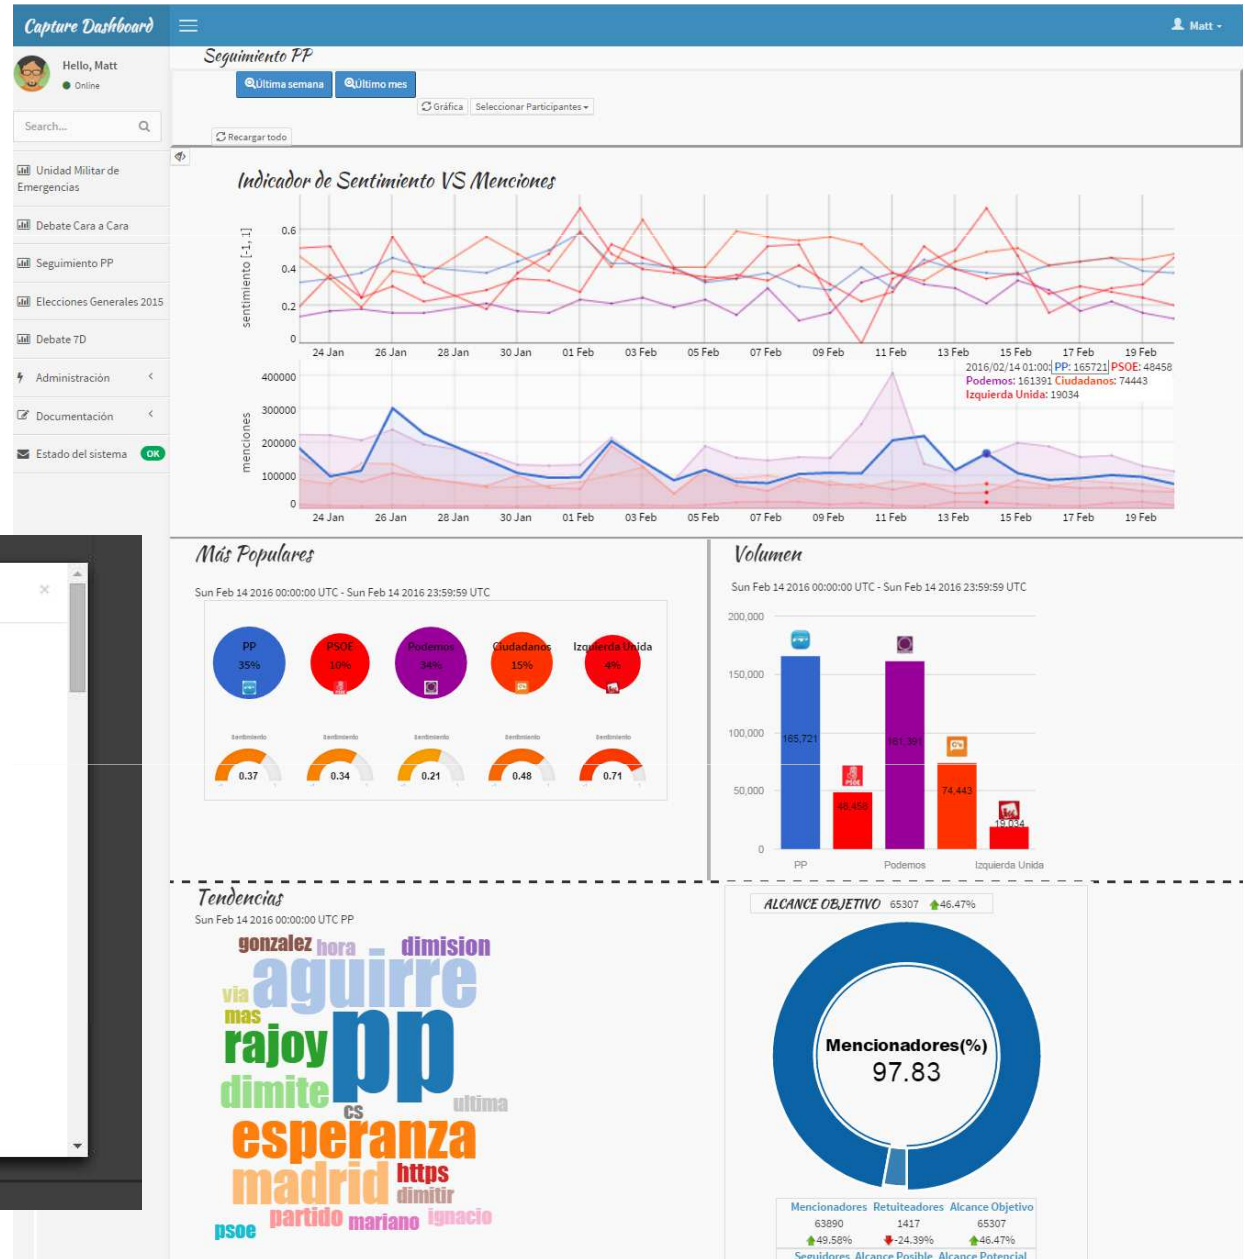 Capture Dashboard
Matt
Hello, Matt
Online
Search...
Unidad Militar de
Emergencias
Debate Cara a Cara
Seguimiento PP
Elecciones Generales 2015
Debate 7D
Administración
Documentación
Estado del sistema OK
Seguimiento PP
Última semana Último mes
Gráfica Seleccionar Participantes
Recargar todo
Indicador de Sentimiento VS Menciones
sentimiento [-1, 1]
0.6
0.4
0.2
0
24 Jan 26 Jan 28 Jan 30 Jan 01 Feb 03 Feb 05 Feb 07 Feb 09 Feb 11 Feb 13 Feb 15 Feb 17 Feb 19 Feb
2016/02/14 01:00: PP: 165721 PSOE: 48458
Podemos: 161391 Ciudadanos: 74443
Izquierda Unida: 19034
menciones
400000
300000
200000
100000
0
24 Jan 26 Jan 28 Jan 30 Jan 01 Feb 03 Feb 05 Feb 07 Feb 09 Feb 11 Feb 13 Feb 15 Feb 17 Feb 19 Feb
Más Populares
Sun Feb 14 2016 00:00:00 UTC - Sun Feb 14 2016 23:59:59 UTC
PP PSOE Podemos Ciudadanos Izquierda Unida
35% 10% 34% 15% 4%
Sentimiento Sentimiento Sentimiento Sentimiento Sentimiento
0.37 0.34 0.21 0.48 0.71
Volumen
Sun Feb 14 2016 00:00:00 UTC - Sun Feb 14 2016 23:59:59 UTC
200,000
150,000
100,000
50,000
0
165,721
PSOE
48,458
161,391
74,443
19,034
PP Podemos Izquierda Unida
Tendencias
Sun Feb 14 2016 00:00:00 UTC PP
gonzalez hora dimision
via aguirre
mas
rajoy pp
dimite
cs ultima
esperanza
madrid https
dimitir
psoe partido mariano ignacio
ALCANCE OBJETIVO 65307 46.47%
Mencionadores(%)
97.83
Mencionadores Retuiteadores Alcance Objetivo
63890 1417 65307
49.58% -24.39% 46.47%
Seguidores Alcance Posible Alcance Potencial